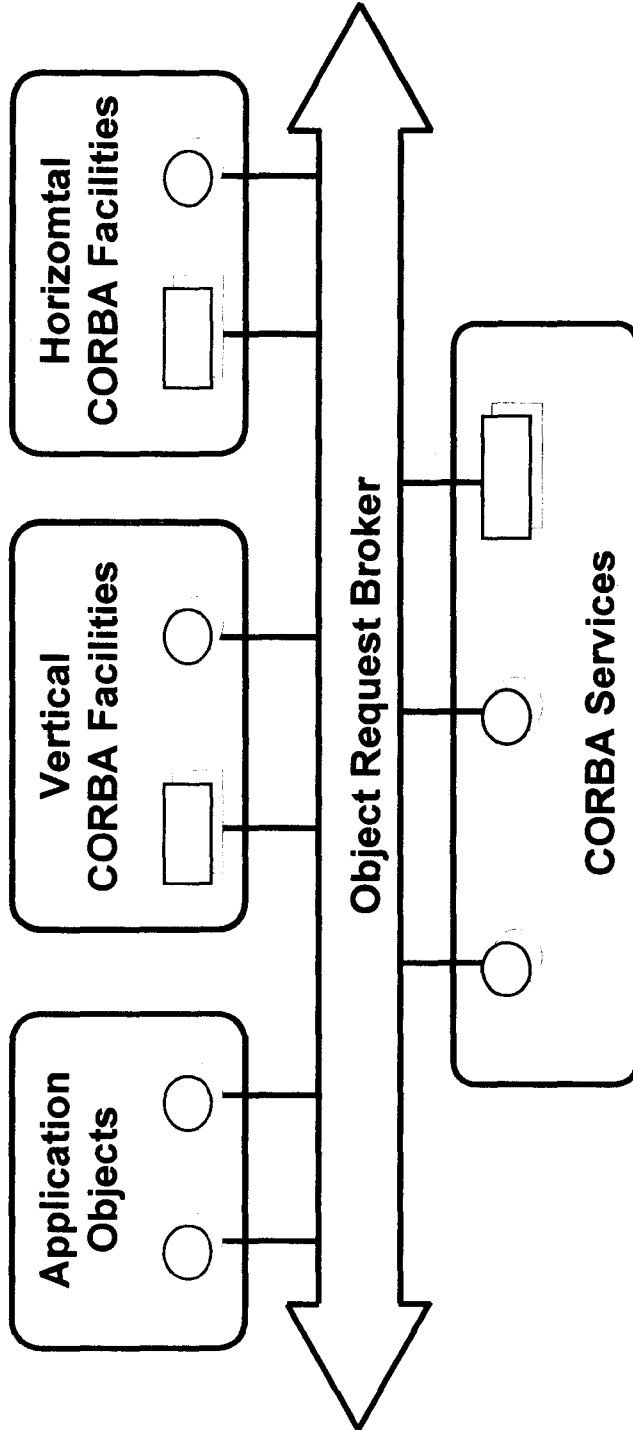 Application
Objects
Vertical
CORBA Facilities
Horizomtal
CORBA Facilities
Object Request Broker
CORBA Services